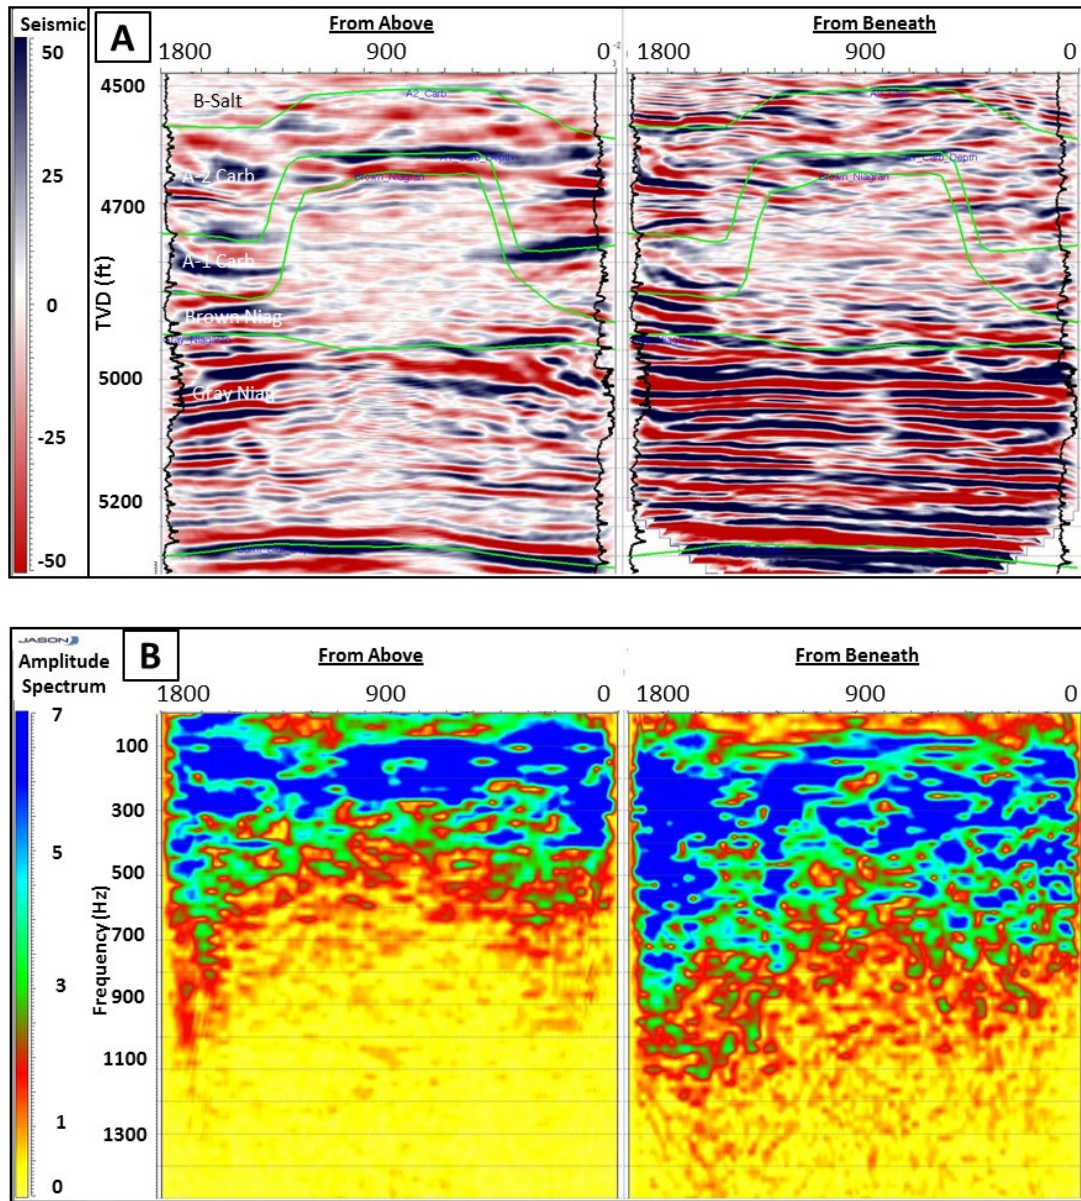 Seismic
A
From Above
From Beneath
1800 900 0
1800 900 0
50
25
0
-25
-50
TVD (ft)
4500
4700
5000
5200
B-Salt
A2_Carb
A-2 Carb
A1_Carb_Depth
A1_Carb_Depth
Brown_Niagran
Brown_Niagran
A-1 Carb
Brown Niag
Gray Niag
JASON
B
Amplitude
Spectrum
From Above
From Beneath
1800 900 0
1800 900 0
7
5
3
1
0
Frequency (Hz)
100
300
500
700
900
1100
1300